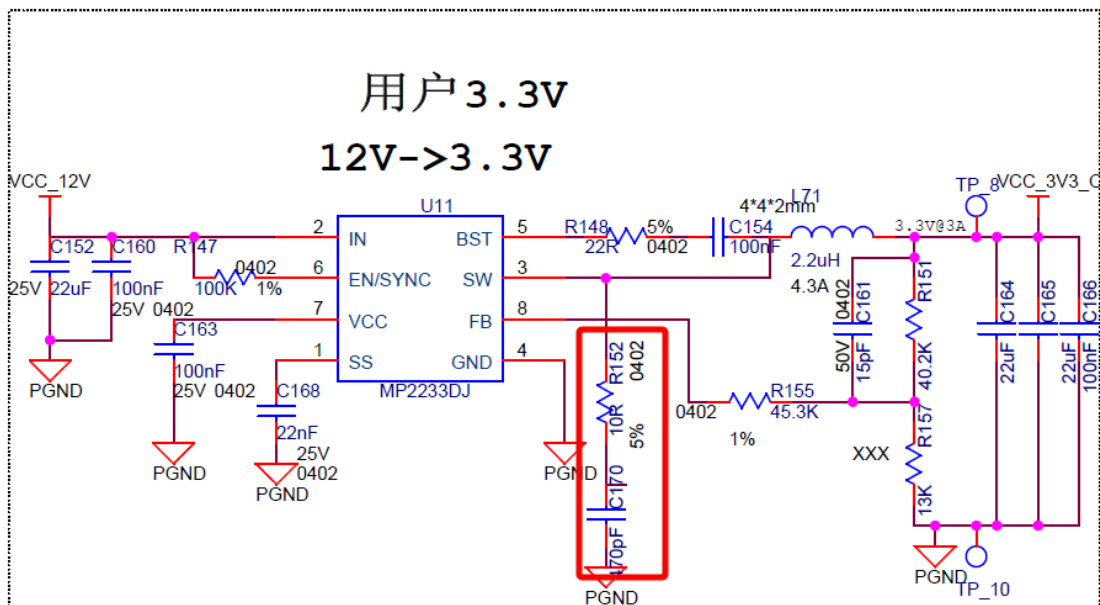 用户3.3V
12V->3.3V
VCC_12V
C152
25V
22uF
C160
100nF
25V 0402
PGND
R147
0402
100K
1%
C163
100nF
25V 0402
PGND
C168
22nF
25V
0402
PGND
U11
2 IN
6 EN/SYNC
7 VCC
1 SS
BST 5
SW 3
FB 8
GND 4
MP2233DJ
PGND
R148
22R
5%
0402
C154
100nF
4*4*2mm
L71
2.2uH
4.3A
R152
0402
10R
5%
C170
470pF
PGND
0402
R155
45.3K
1%
C161
0402
50V
15pF
R151
40.2K
R157
13K
XXX
3.3V@3A
TP_8
VCC_3V3_
C164
22uF
C165
22uF
C166
100nF
PGND
TP_10